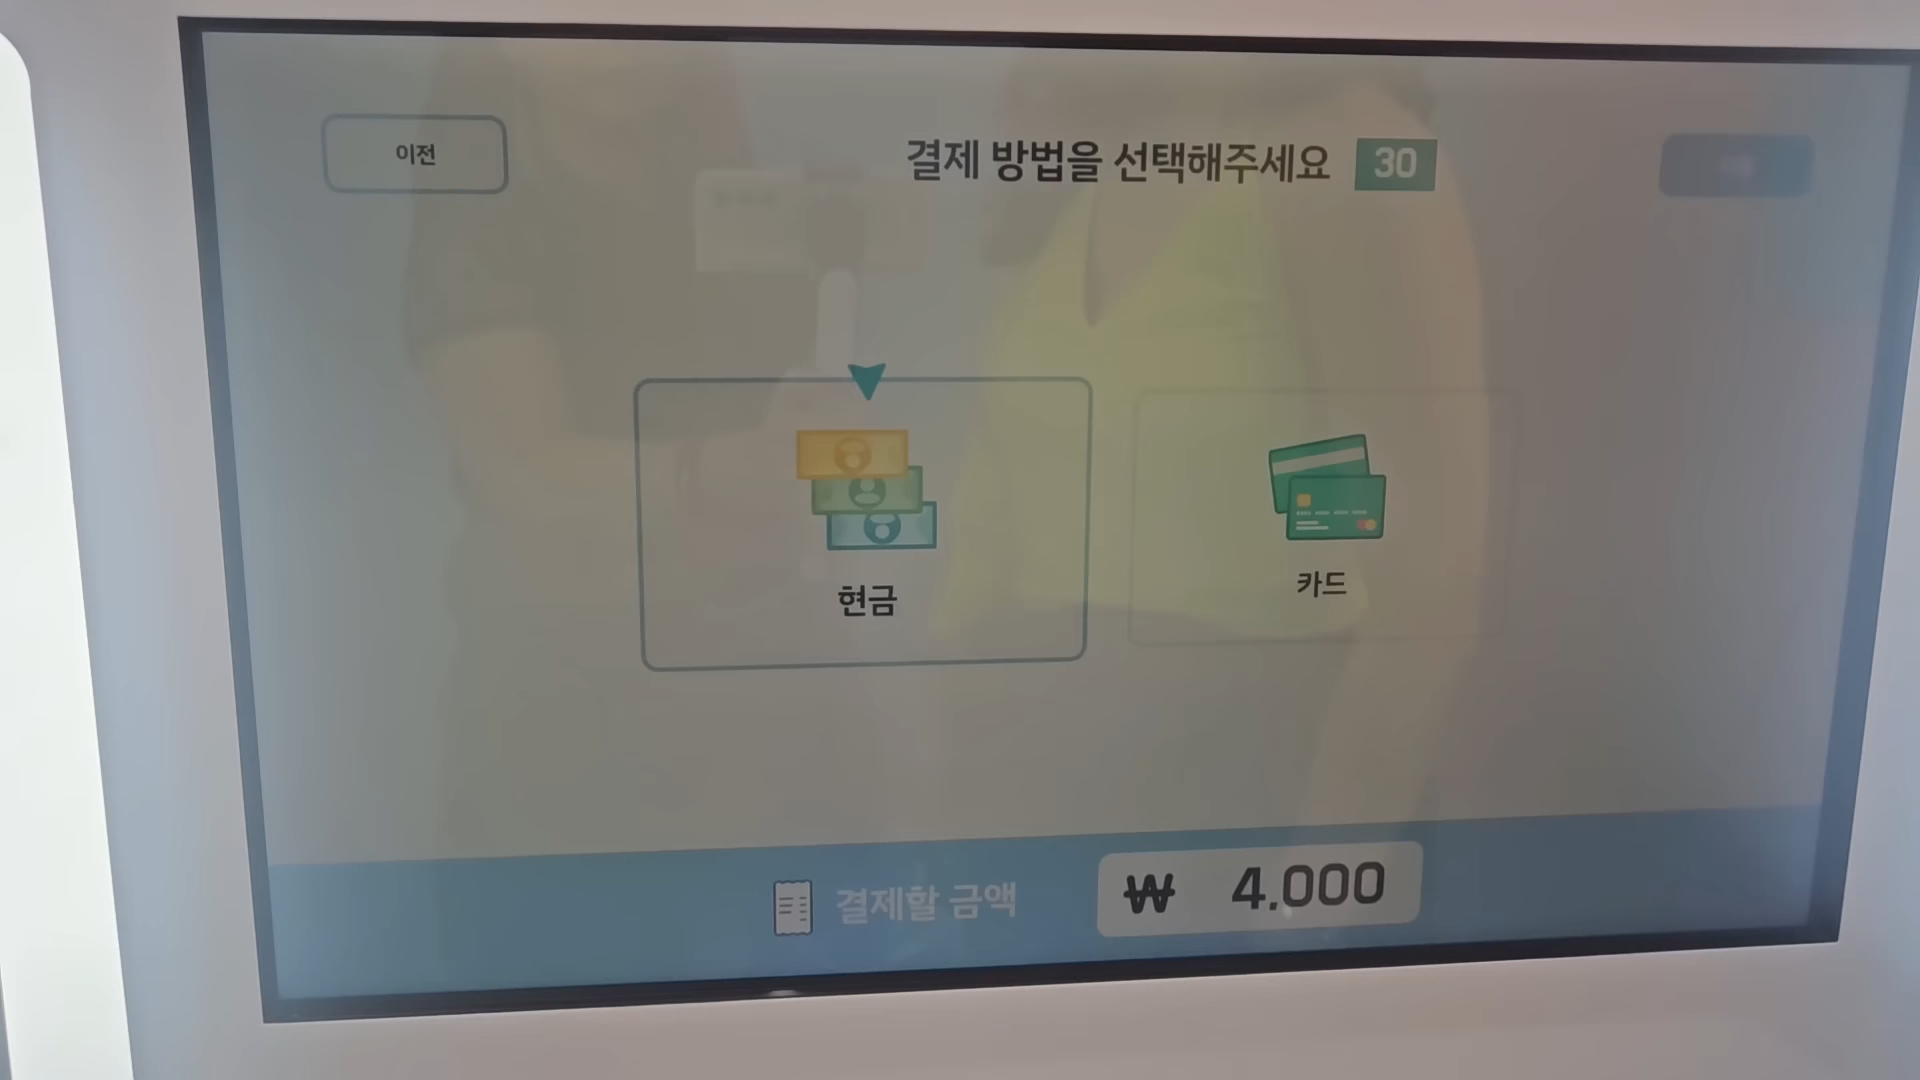 이전
결제 방법을 선택해주세요 30
현금
카드
결제할 금액 ₩ 4,000